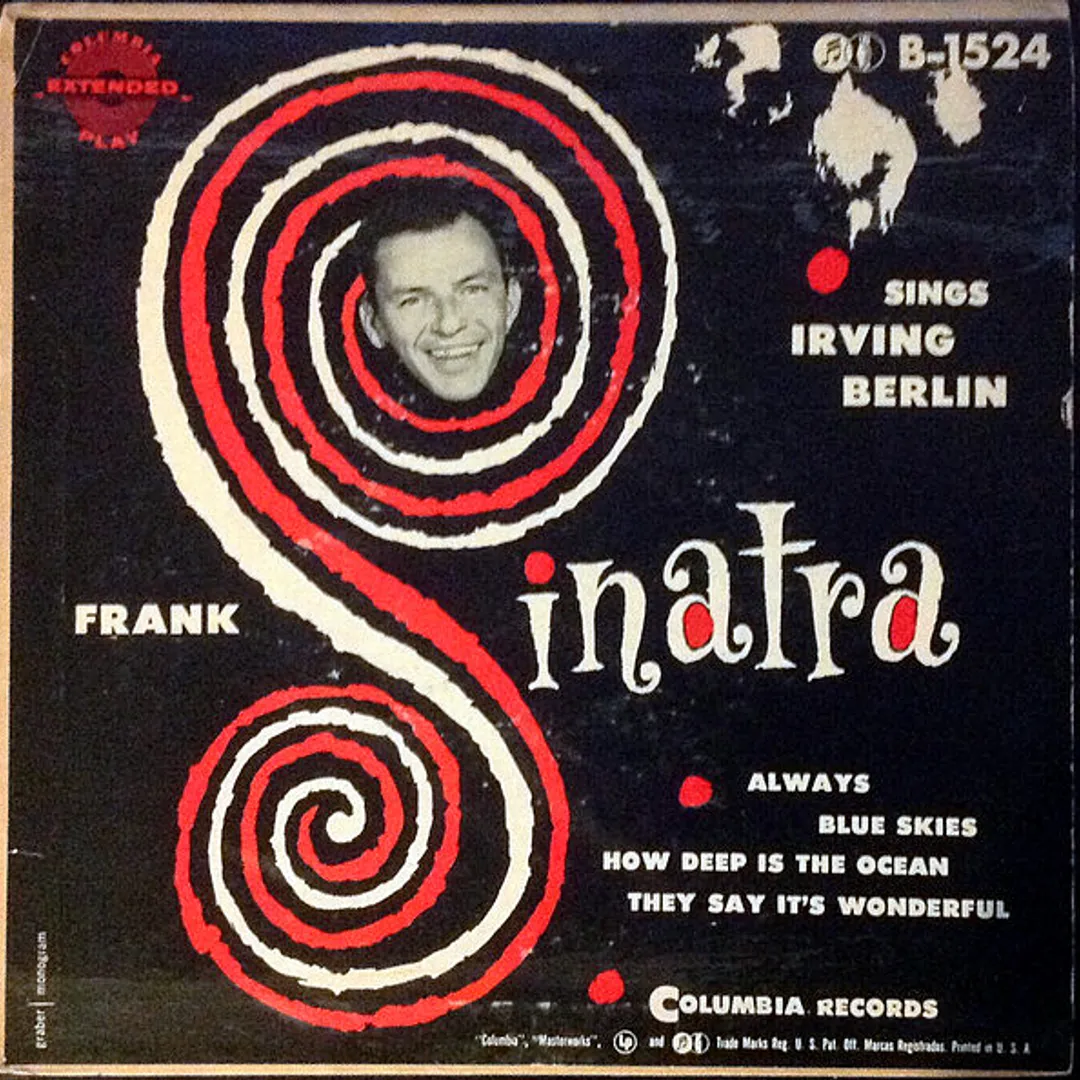 COLUMBIA
EXTENDED
PLAY
B-1524
SINGS
IRVING
BERLIN
FRANK
Sinatra
ALWAYS
BLUE SKIES
HOW DEEP IS THE OCEAN
THEY SAY IT'S WONDERFUL
COLUMBIA RECORDS
"Columbia", "Masterworks", Lp and Trade Marks Reg. U. S. Pat. Off. Marcas Registradas. Printed in U. S. A.
graber | monogram